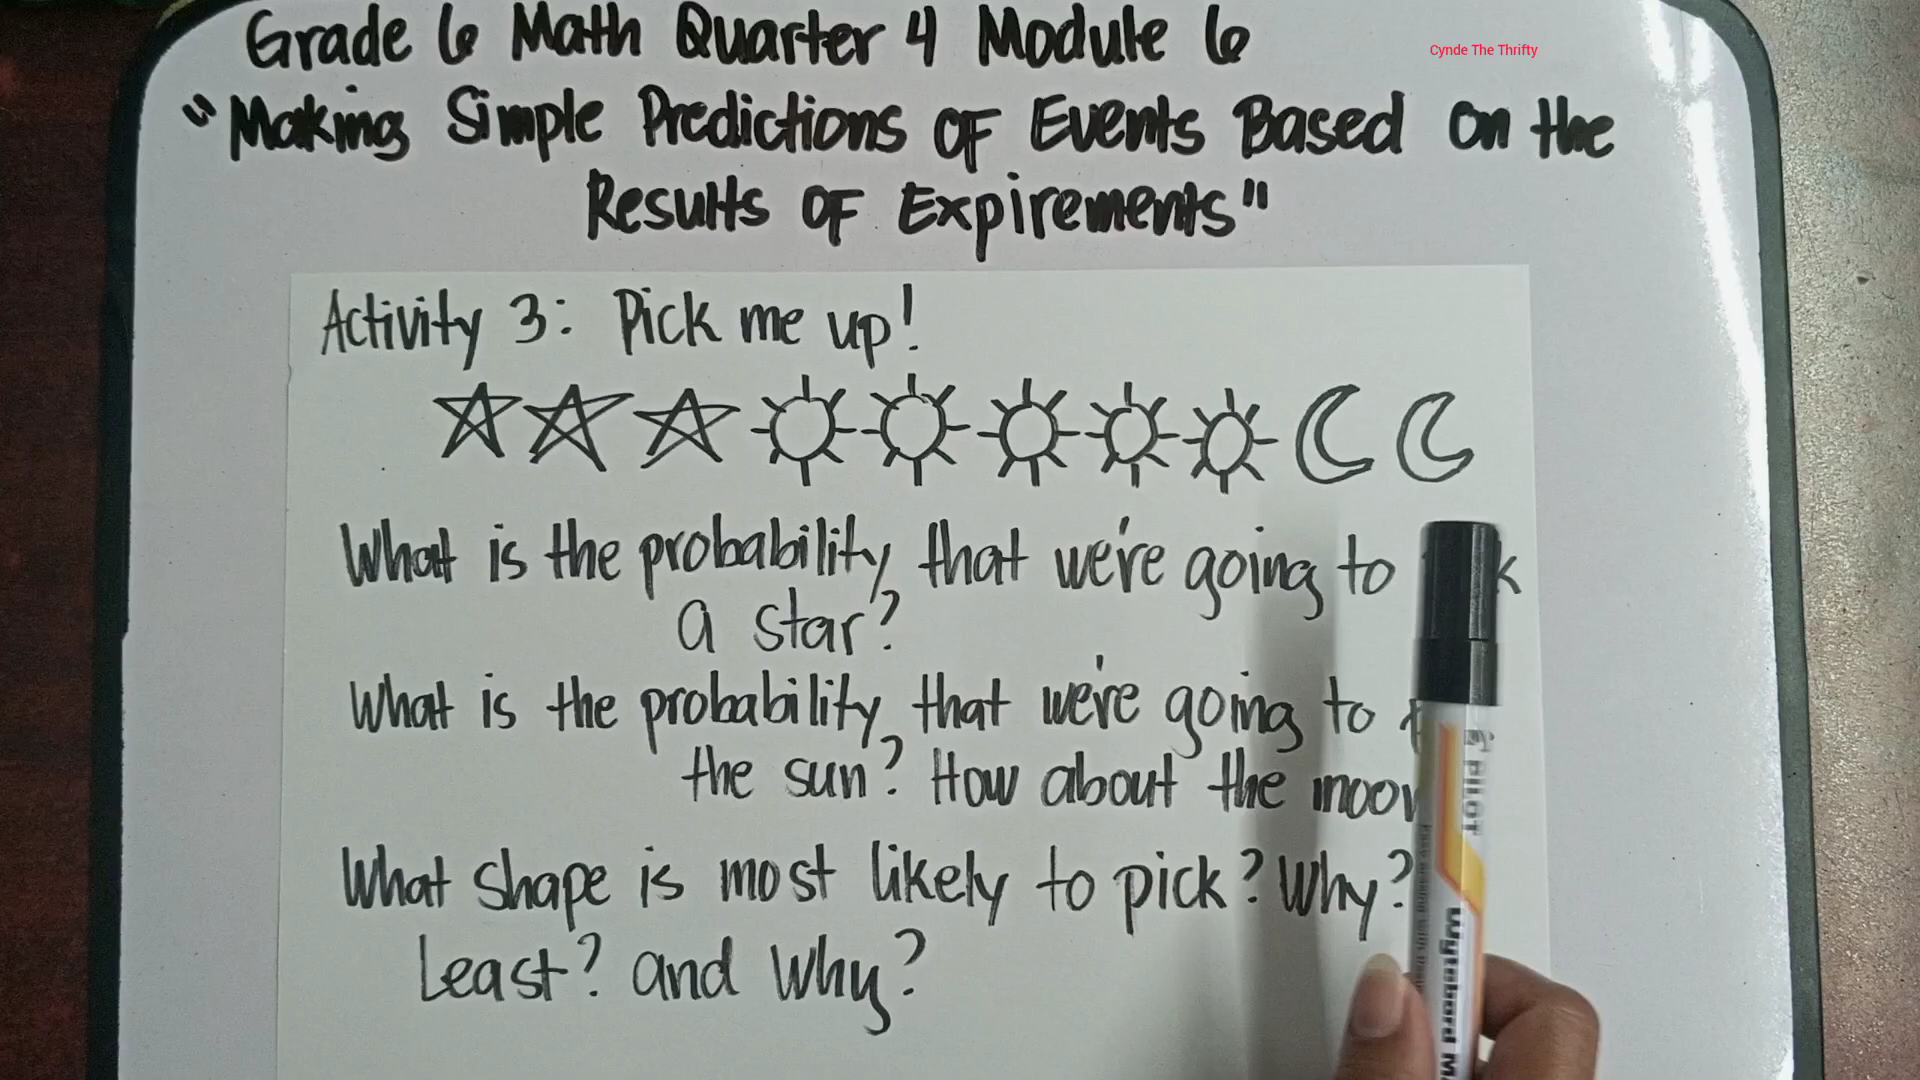 Grade 6 Math Quarter 4 Module 6
Cynde The Thrifty
"Making Simple Predictions OF Events Based on the
Results OF Expirements"
Activity 3: Pick me up!
What is the probability that we're going to
a star?
What is the probability that we're going to
the sun? How about the
What shape is most likely to pick? Why?
Least? and Why?
PILOT